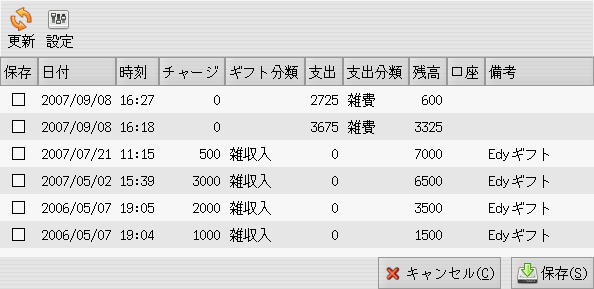 更新 設定
保存 日付 時刻 チャージ ギフト分類 支出 支出分類 残高 口座 備考
2007/09/08 16:27 0 2725 雑費 600
2007/09/08 16:18 0 3675 雑費 3325
2007/07/21 11:15 500 雑収入 0 7000 Edyギフト
2007/05/02 15:39 3000 雑収入 0 6500 Edyギフト
2006/05/07 19:05 2000 雑収入 0 3500 Edyギフト
2006/05/07 19:04 1000 雑収入 0 1500 Edyギフト
キャンセル(C) 保存(S)